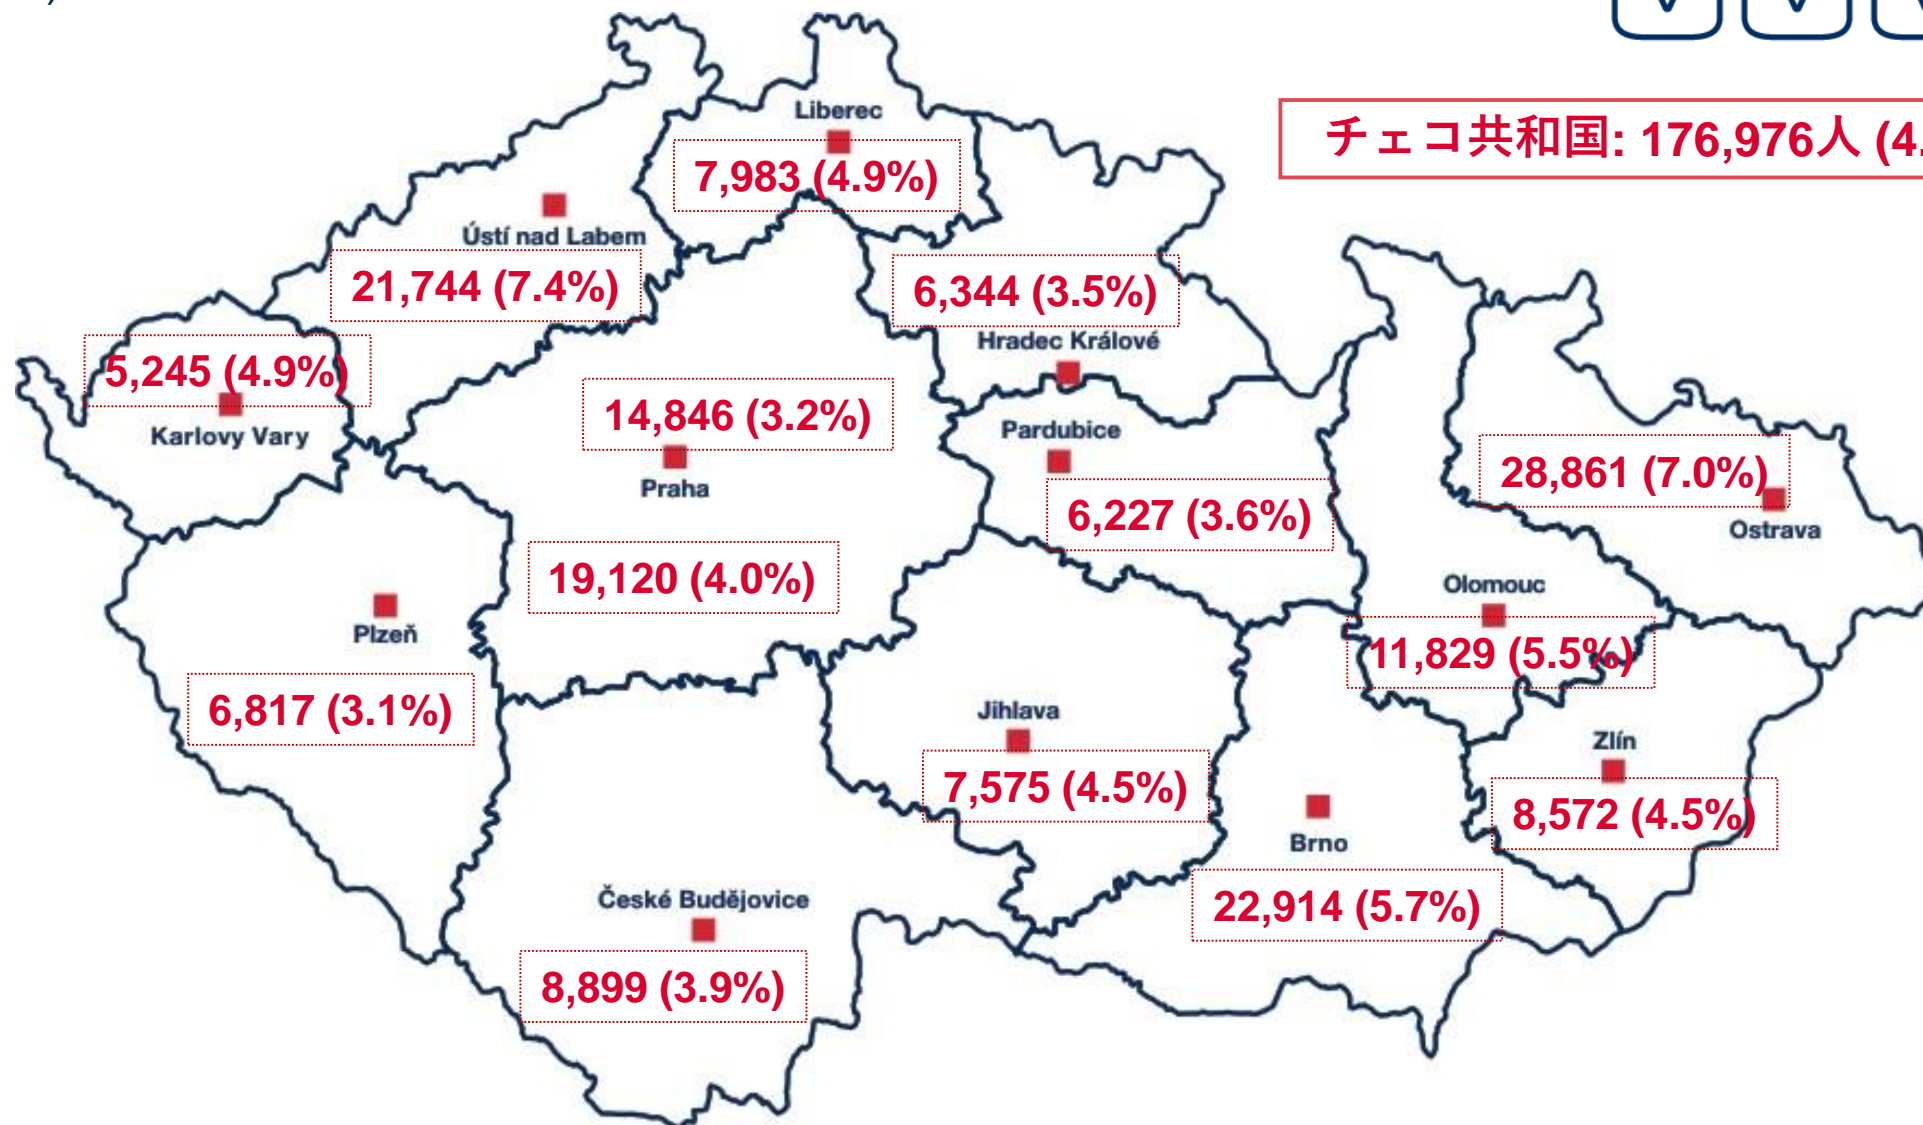 Liberec
チェコ共和国: 176,976人 (4.
7,983 (4.9%)
Ústí nad Labem
21,744 (7.4%)
6,344 (3.5%)
Hradec Králové
5,245 (4.9%)
Karlovy Vary
14,846 (3.2%)
Praha
Pardubice
6,227 (3.6%)
28,861 (7.0%)
Ostrava
19,120 (4.0%)
Olomouc
11,829 (5.5%)
Plzeň
6,817 (3.1%)
Jihlava
7,575 (4.5%)
Zlín
8,572 (4.5%)
Brno
22,914 (5.7%)
České Budějovice
8,899 (3.9%)